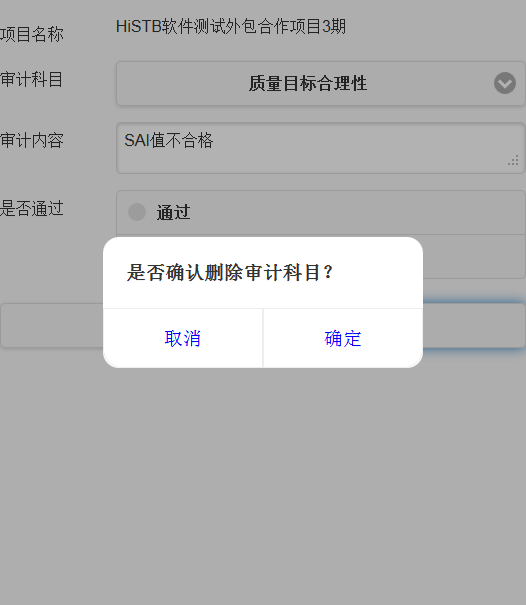 项目名称
HiSTB软件测试外包合作项目3期
审计科目
质量目标合理性
审计内容
SAI值不合格
是否通过
通过
是否确认删除审计科目？
取消
确定